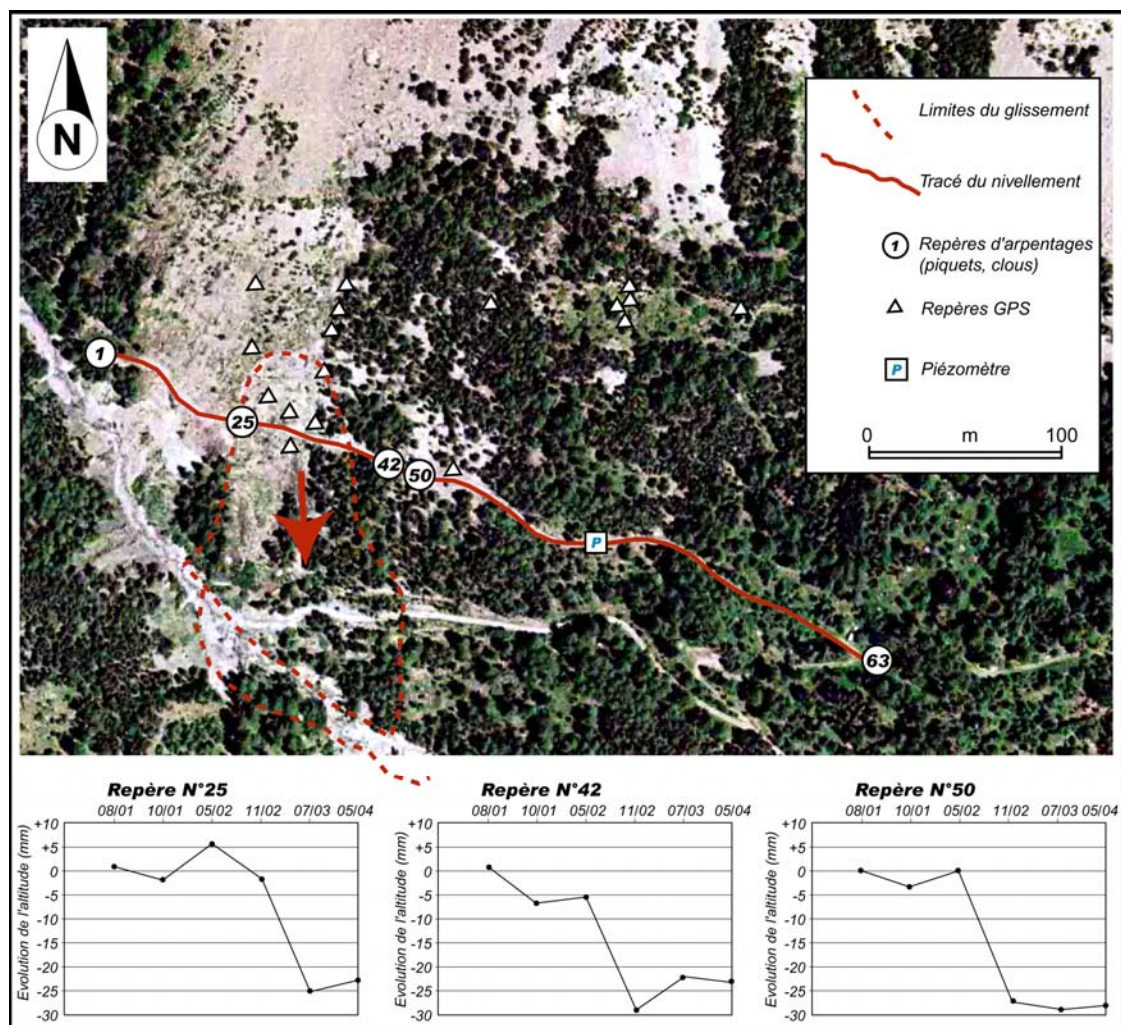 N
Limites du glissement
Tracé du nivellement
1 Repères d'arpentages
(piquets, clous)
Repères GPS
P Piézomètre
0 m 100
1
25
42
50
P
63
Repère N°25
08/01 10/01 05/02 11/02 07/03 05/04
Evolution de l'altitude (mm)
+10
+5
0
-5
-10
-15
-20
-25
-30
Repère N°42
08/01 10/01 05/02 11/02 07/03 05/04
Evolution de l'altitude (mm)
+10
+5
0
-5
-10
-15
-20
-25
-30
Repère N°50
08/01 10/01 05/02 11/02 07/03 05/04
Evolution de l'altitude (mm)
+10
+5
0
-5
-10
-15
-20
-25
-30